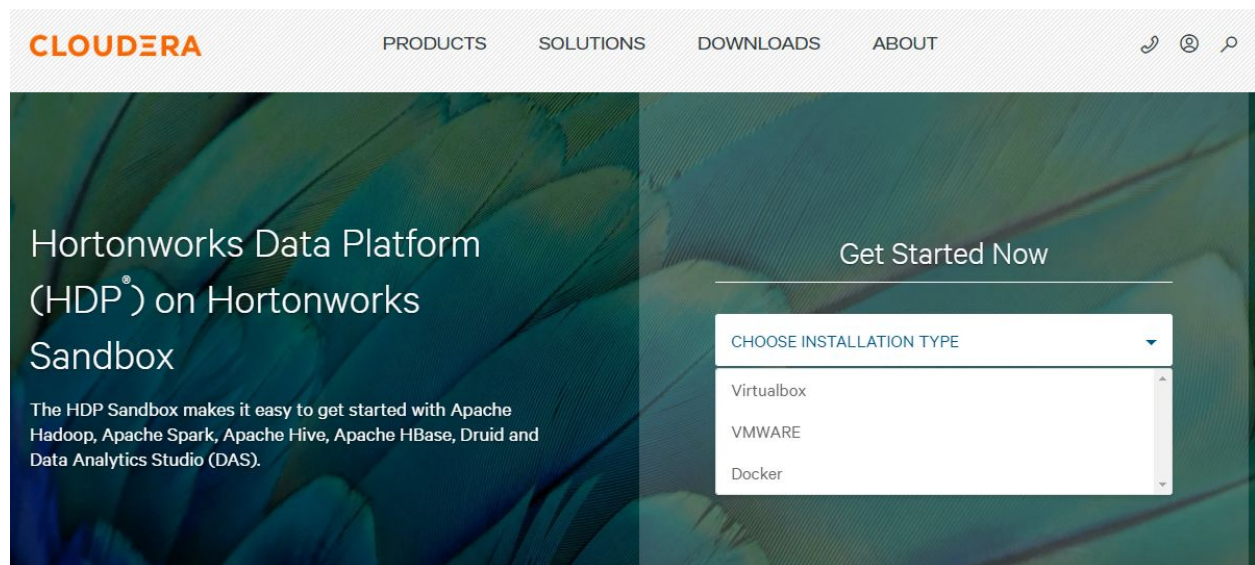 CLOUDERA
PRODUCTS SOLUTIONS DOWNLOADS ABOUT
Hortonworks Data Platform
(HDP®) on Hortonworks
Sandbox
The HDP Sandbox makes it easy to get started with Apache
Hadoop, Apache Spark, Apache Hive, Apache HBase, Druid and
Data Analytics Studio (DAS).
Get Started Now
CHOOSE INSTALLATION TYPE
Virtualbox
VMWARE
Docker